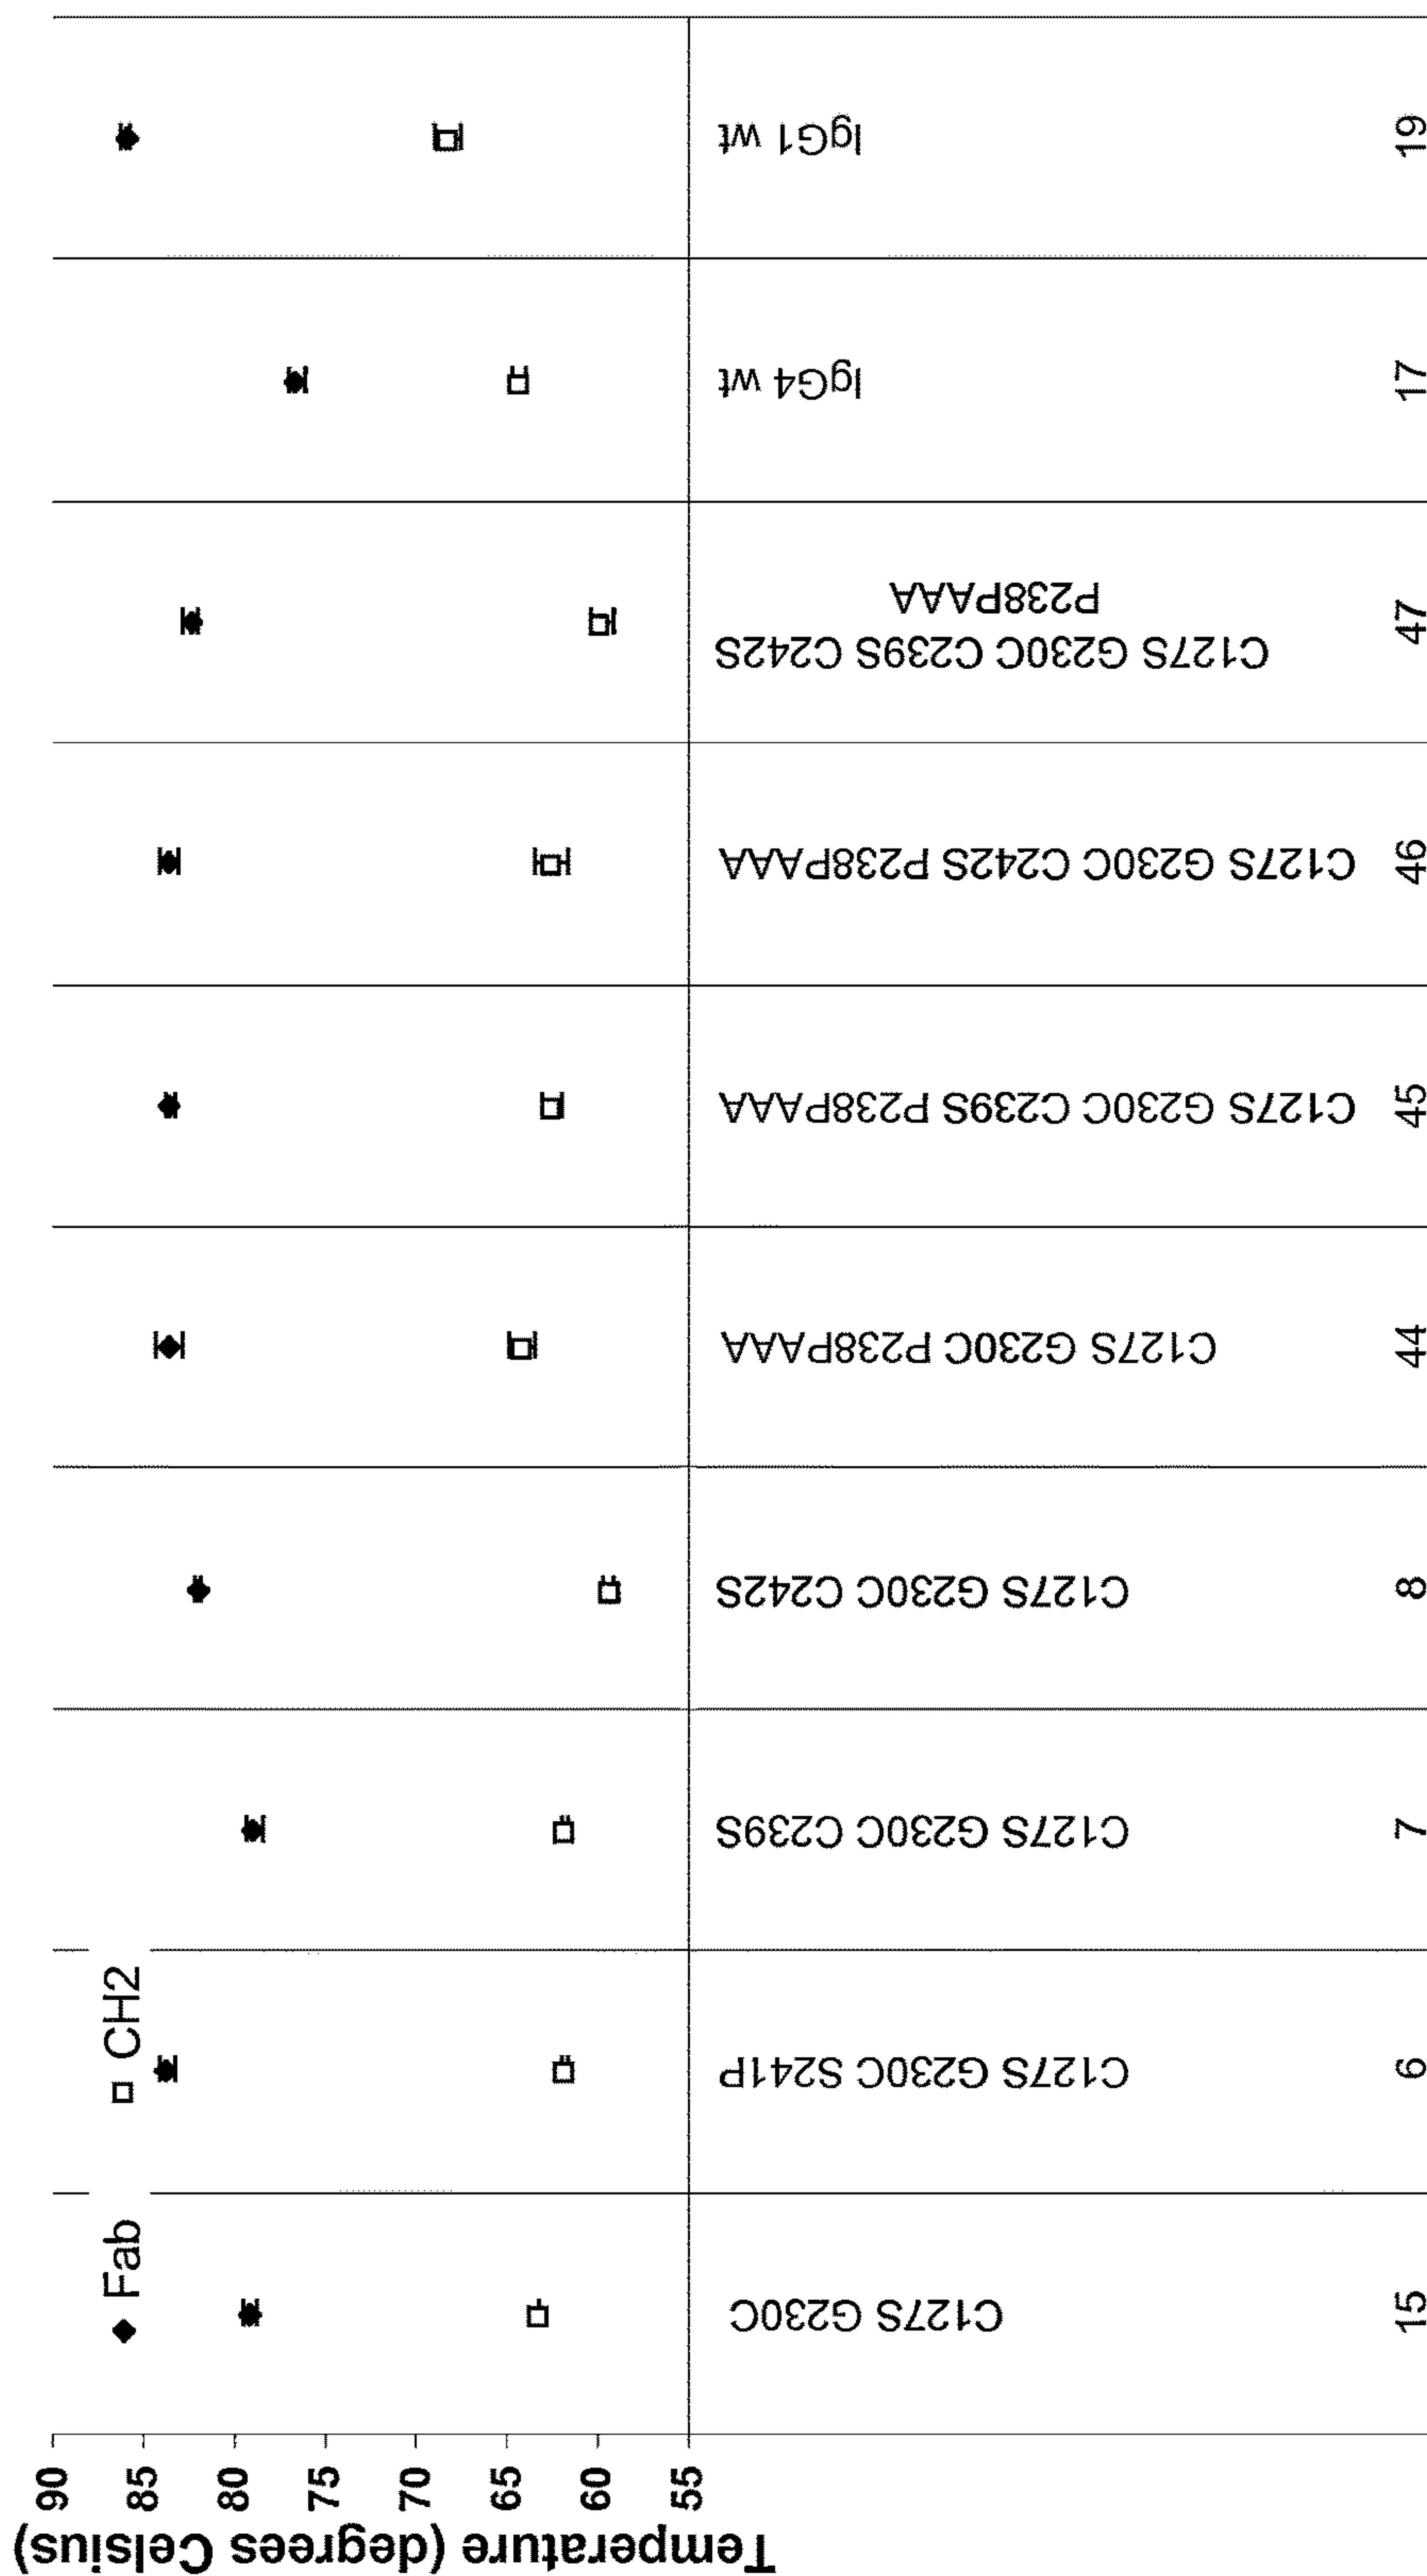 Temperature (degrees Celsius)
90
85
80
75
70
65
60
55
Fab
CH2
C127S G230C
C127S G230C S241P
C127S G230C C239S
C127S G230C C242S
C127S G230C P238PAAA
C127S G230C C239S P238PAAA
C127S G230C C242S P238PAAA
C127S G230C C239S C242S
P238PAAA
IgG4 wt
IgG1 wt
15
6
7
8
44
45
46
47
17
19